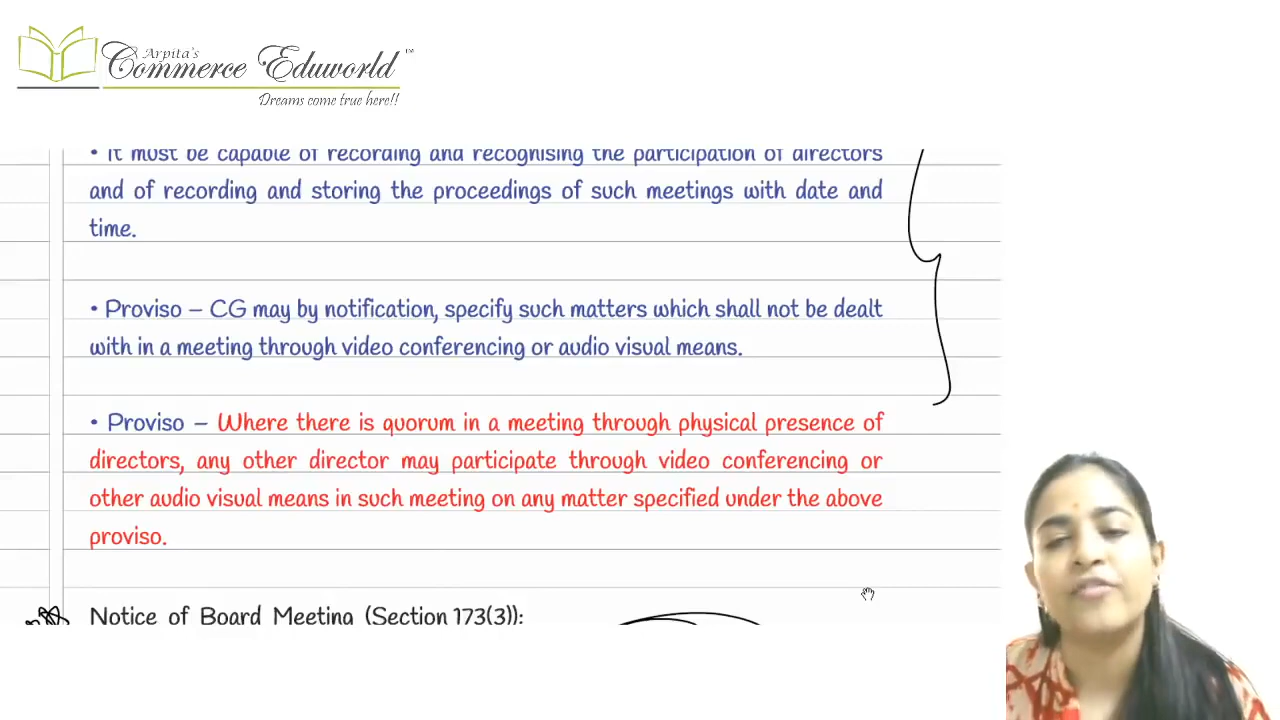 Arpita's
Commerce Eduworld™
Dreams come true here!!
• It must be capable of recording and recognising the participation of directors
and of recording and storing the proceedings of such meetings with date and
time.
• Proviso – CG may by notification, specify such matters which shall not be dealt
with in a meeting through video conferencing or audio visual means.
• Proviso – Where there is quorum in a meeting through physical presence of
directors, any other director may participate through video conferencing or
other audio visual means in such meeting on any matter specified under the above
proviso.
Notice of Board Meeting (Section 173(3)):